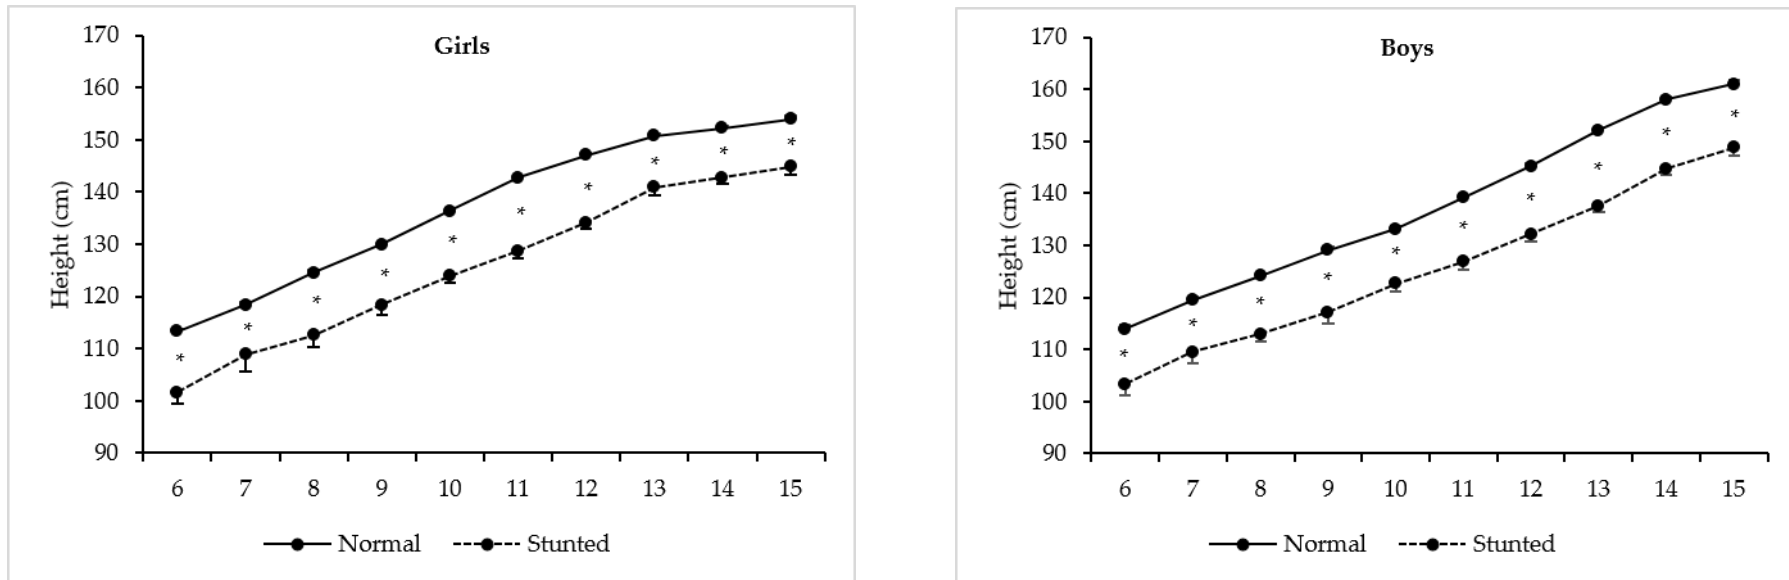 Girls
Height (cm)
170
160
150
140
130
120
110
100
90
* * * * * * * * * *
6 7 8 9 10 11 12 13 14 15
Normal Stunted
Boys
Height (cm)
170
160
150
140
130
120
110
100
90
* * * * * * * * * *
6 7 8 9 10 11 12 13 14 15
Normal Stunted